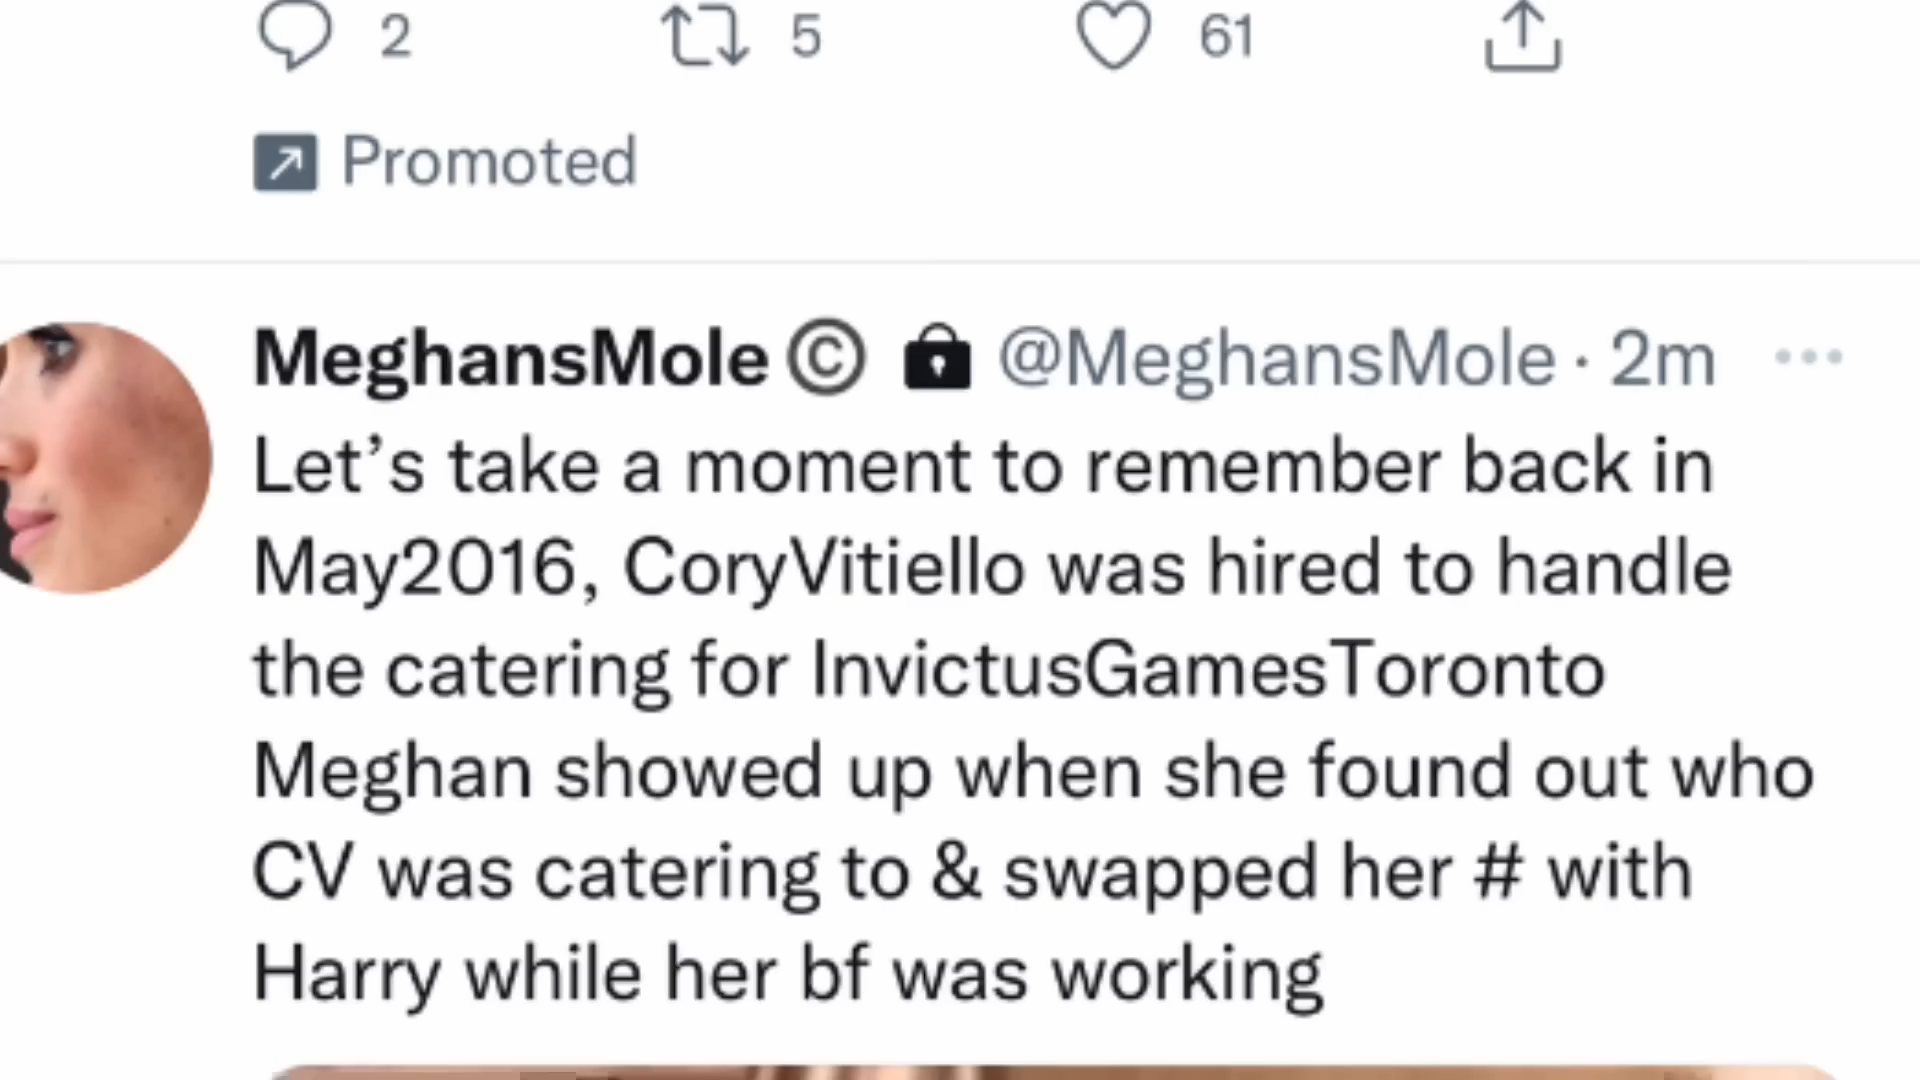 2 5 61
Promoted
MeghansMole © @MeghansMole · 2m
Let’s take a moment to remember back in
May2016, CoryVitiello was hired to handle
the catering for InvictusGamesToronto
Meghan showed up when she found out who
CV was catering to & swapped her # with
Harry while her bf was working